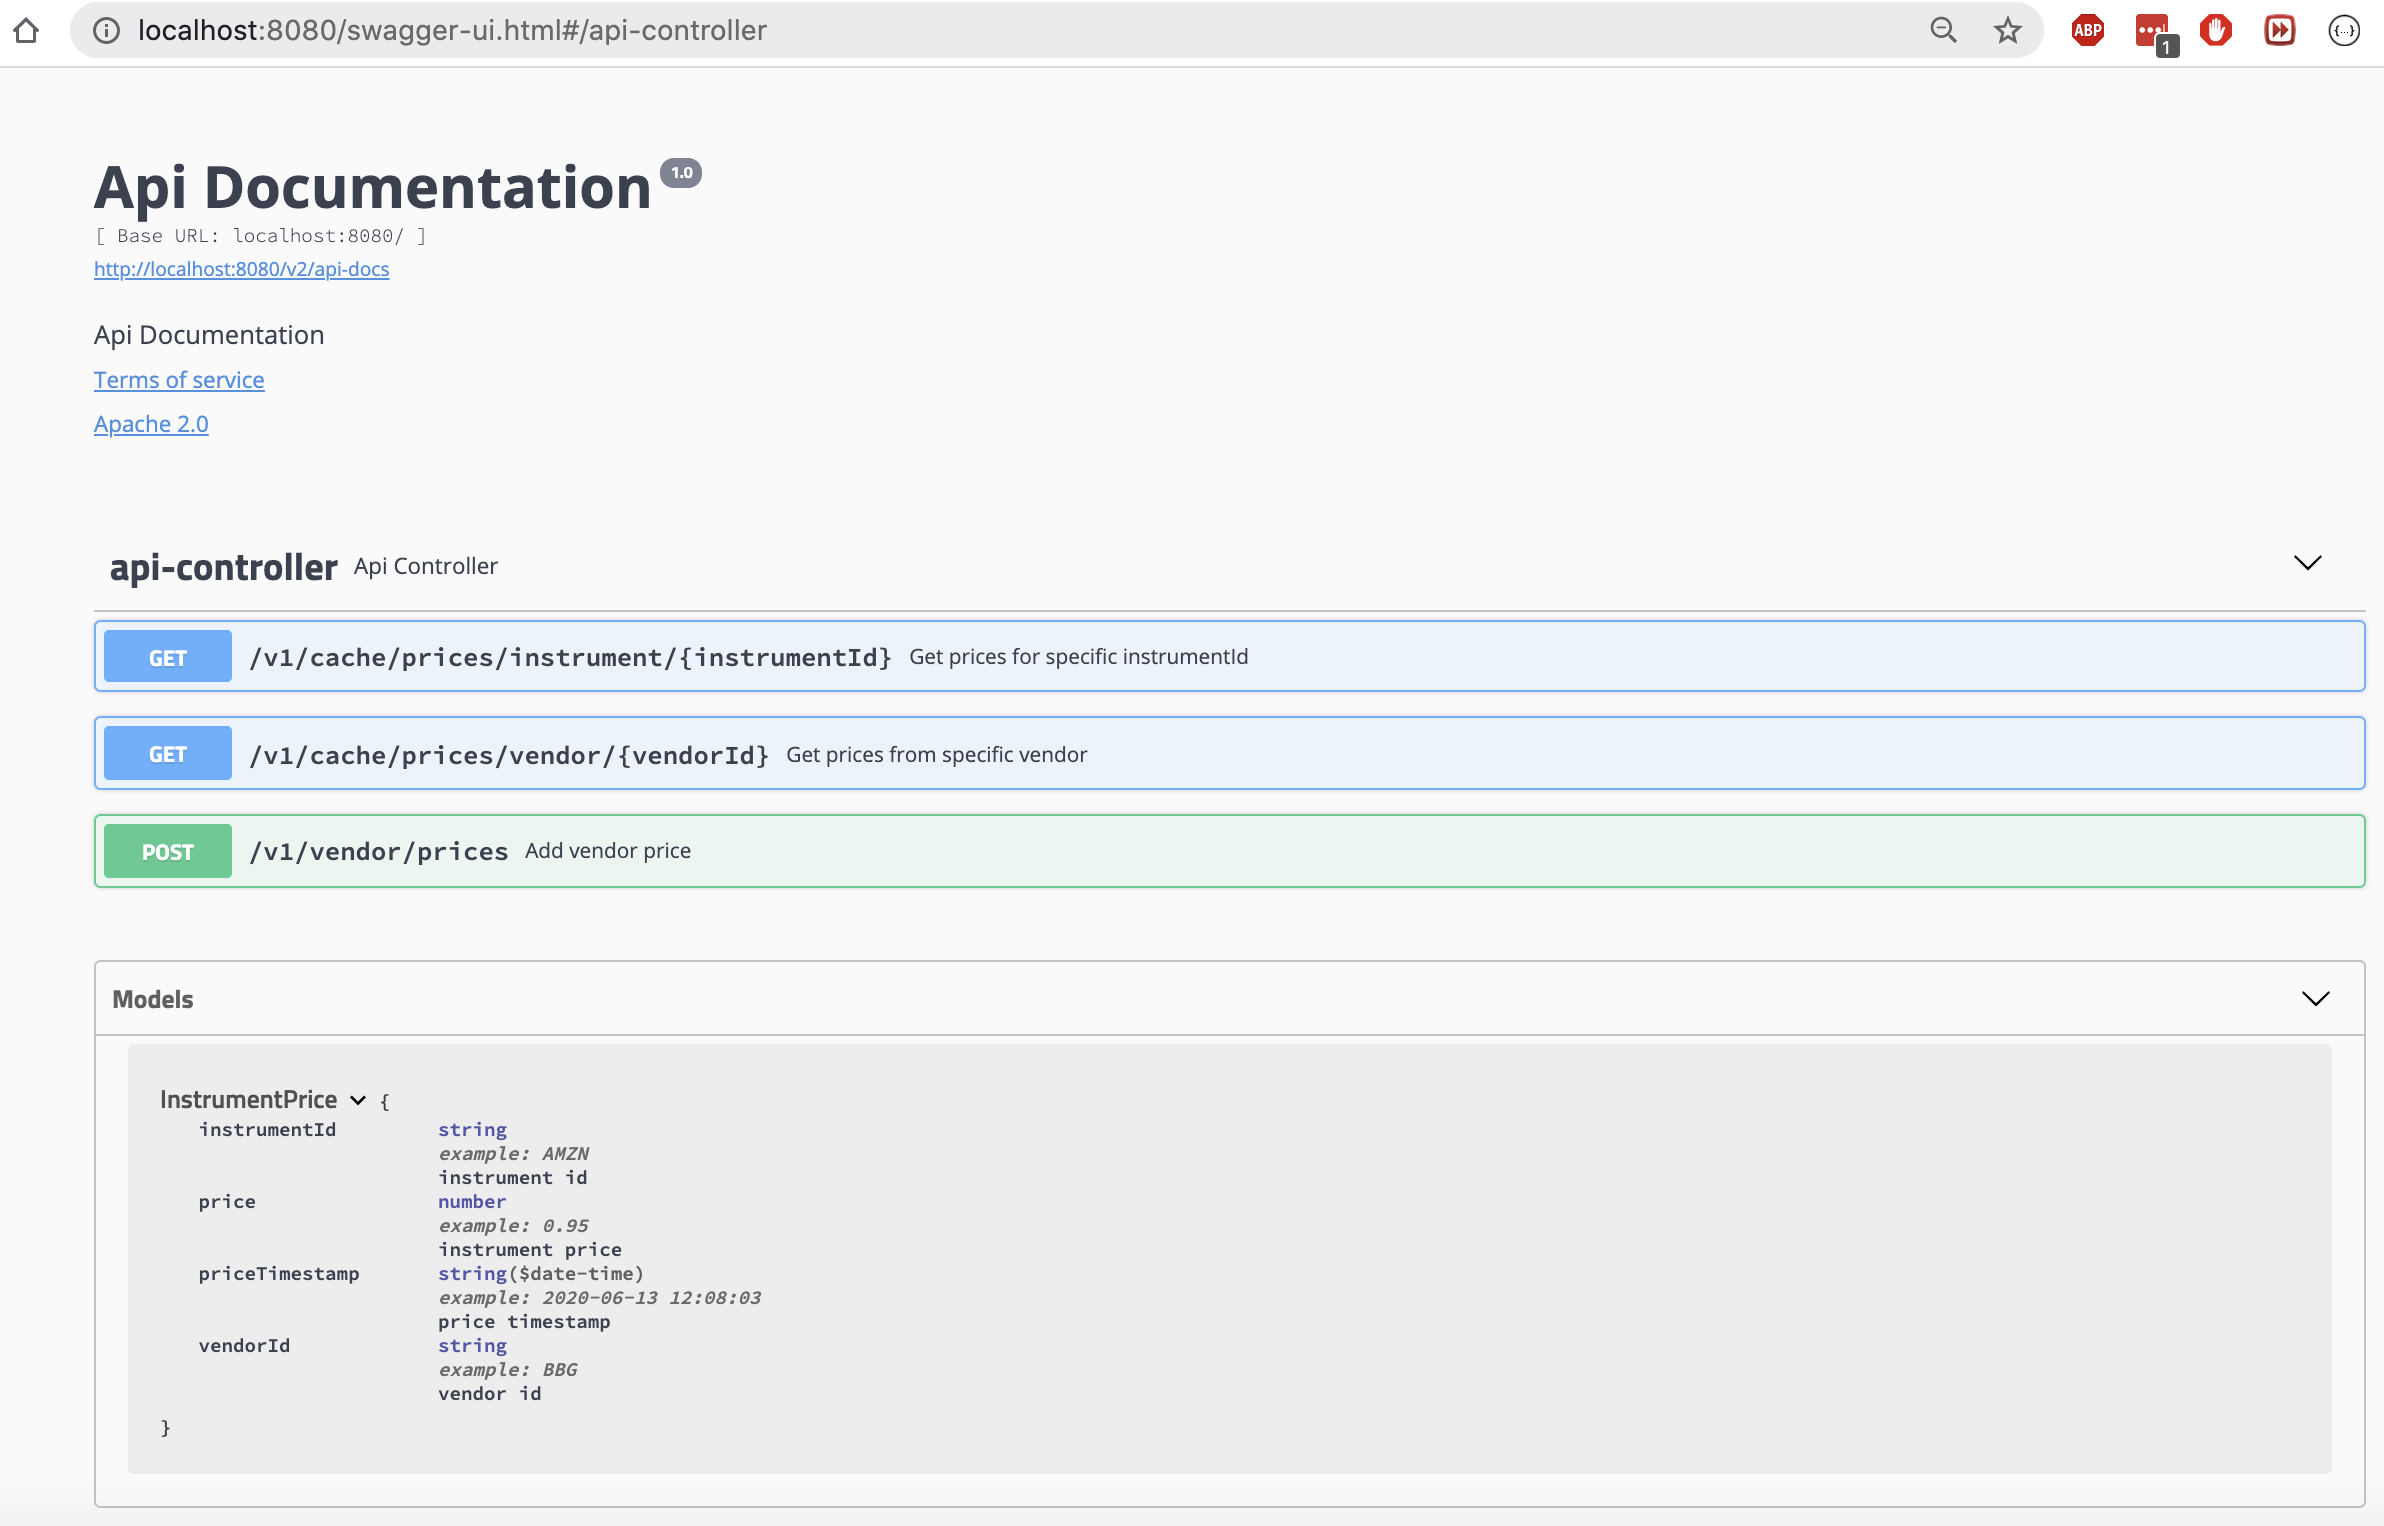 localhost:8080/swagger-ui.html#/api-controller
ABP
1
{...}
Api Documentation 1.0
[ Base URL: localhost:8080/ ]
http://localhost:8080/v2/api-docs
Api Documentation
Terms of service
Apache 2.0
api-controller Api Controller
GET /v1/cache/prices/instrument/{instrumentId} Get prices for specific instrumentId
GET /v1/cache/prices/vendor/{vendorId} Get prices from specific vendor
POST /v1/vendor/prices Add vendor price
Models
InstrumentPrice {
instrumentId string
example: AMZN
instrument id
price number
example: 0.95
instrument price
priceTimestamp string($date-time)
example: 2020-06-13 12:08:03
price timestamp
vendorId string
example: BBG
vendor id
}